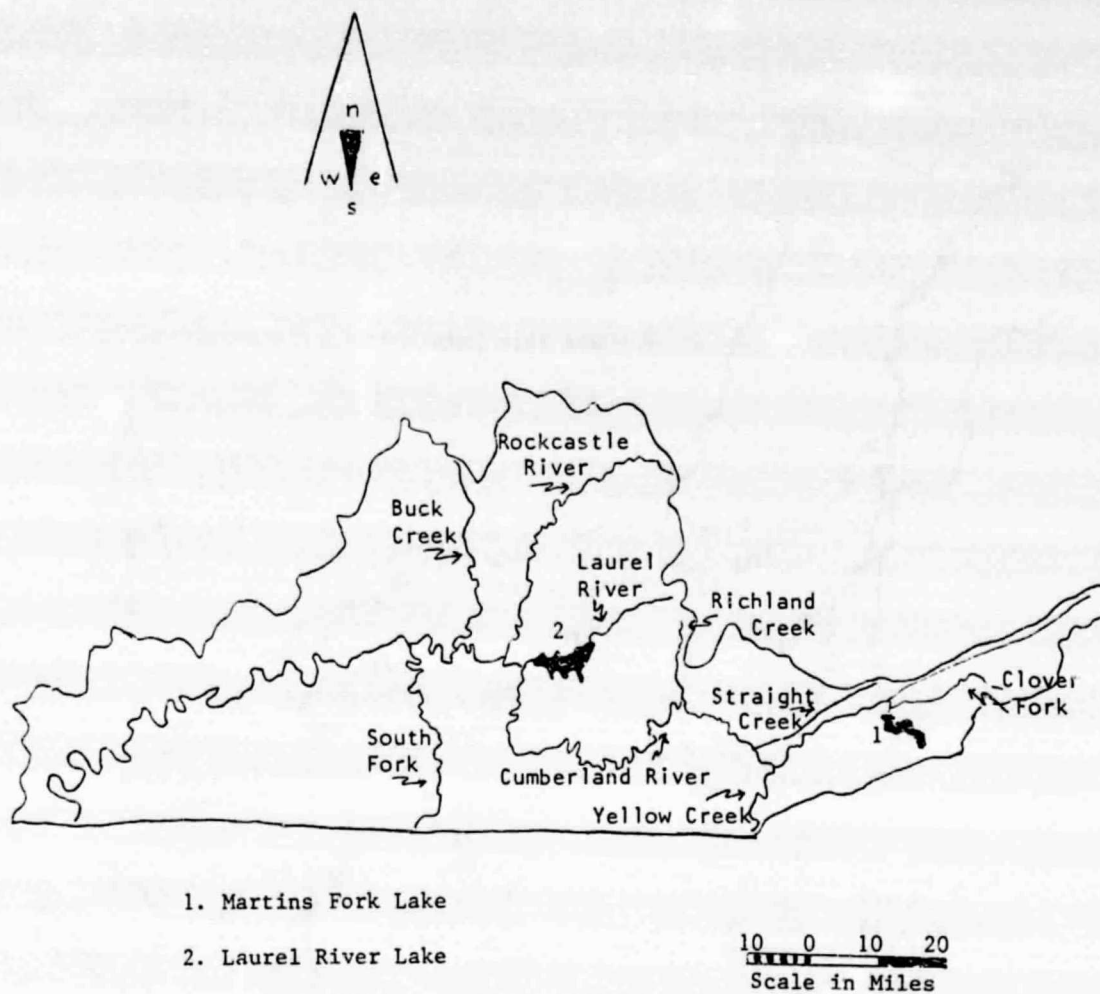 n
w e
s
Rockcastle
River
Buck
Creek
Laurel
River
Richland
Creek
2
Straight
Creek
Clover
Fork
1
South
Fork
Cumberland River
Yellow Creek
1. Martins Fork Lake
2. Laurel River Lake
10 0 10 20
Scale in Miles